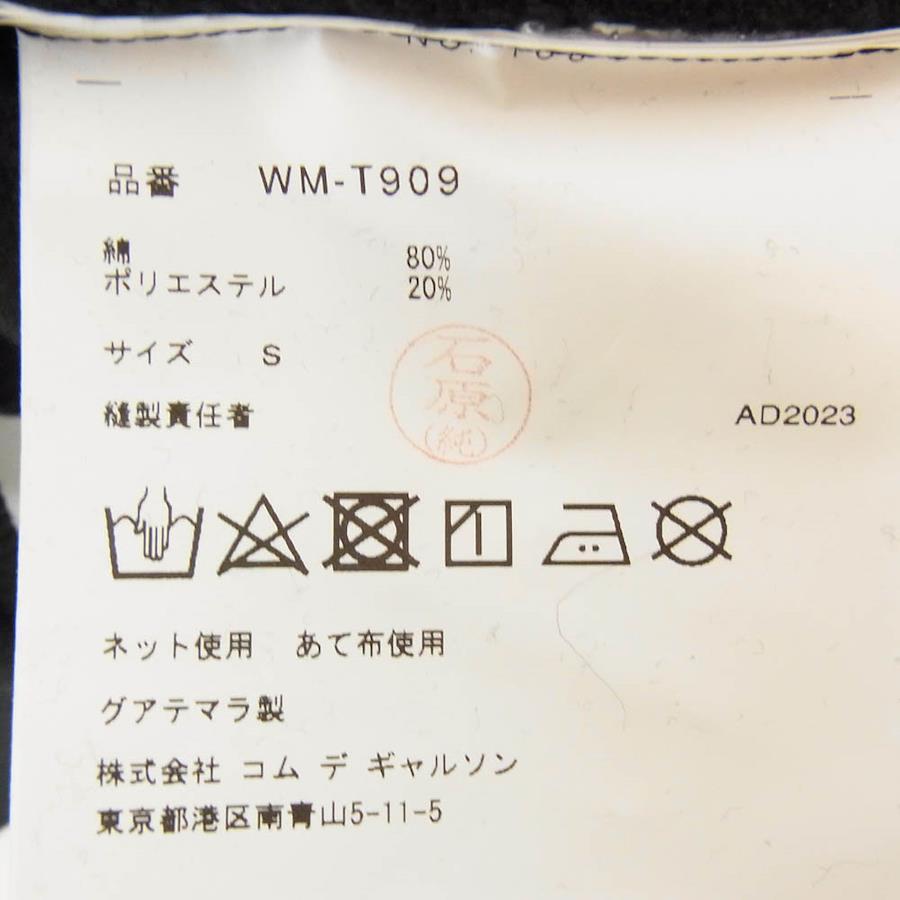 品番 WM-T909
綿 80%
ポリエステル 20%
サイズ S
石原
(純)
縫製責任者
AD2023
ネット使用 あて布使用
グアテマラ製
株式会社 コム デ ギャルソン
東京都港区南青山5-11-5